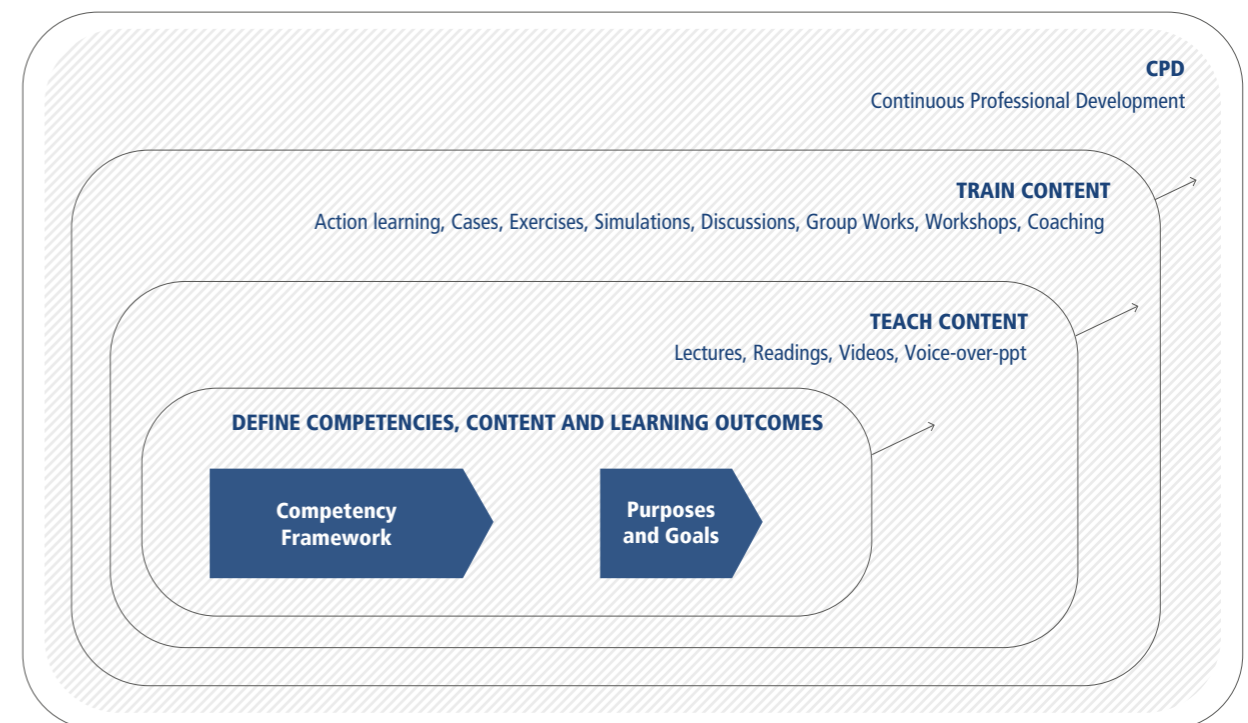 CPD
Continuous Professional Development
TRAIN CONTENT
Action learning, Cases, Exercises, Simulations, Discussions, Group Works, Workshops, Coaching
TEACH CONTENT
Lectures, Readings, Videos, Voice-over-ppt
DEFINE COMPETENCIES, CONTENT AND LEARNING OUTCOMES
Competency
Framework
Purposes
and Goals